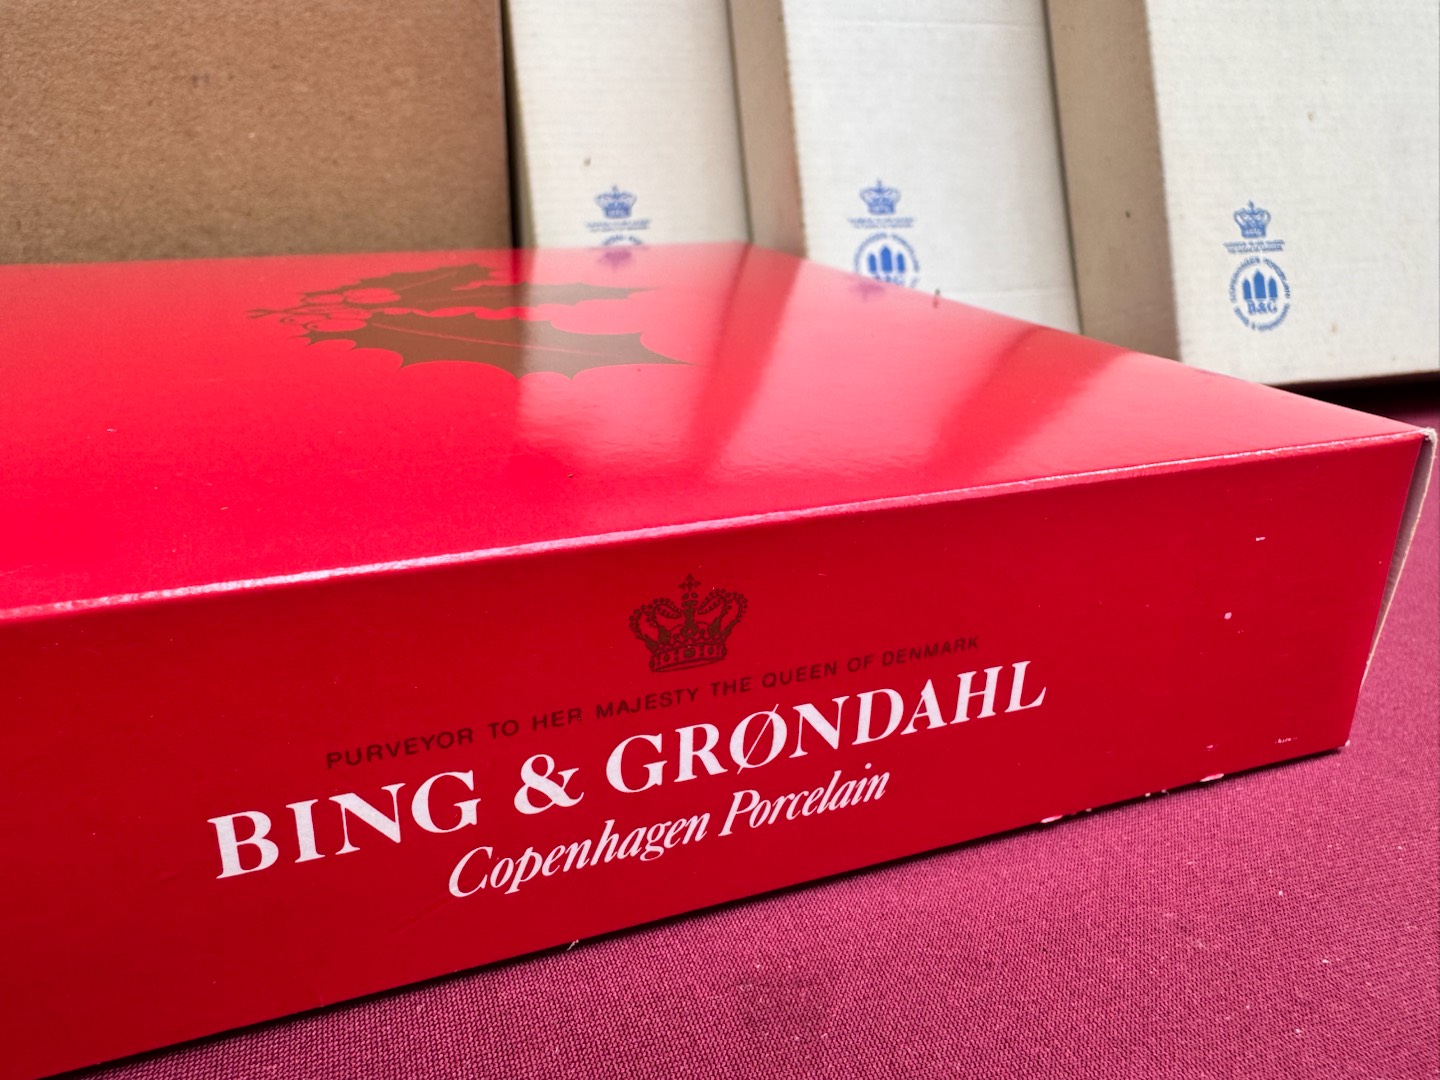 PURVEYOR TO HER MAJESTY THE QUEEN OF DENMARK
BING & GRØNDAHL
Copenhagen Porcelain
B&G